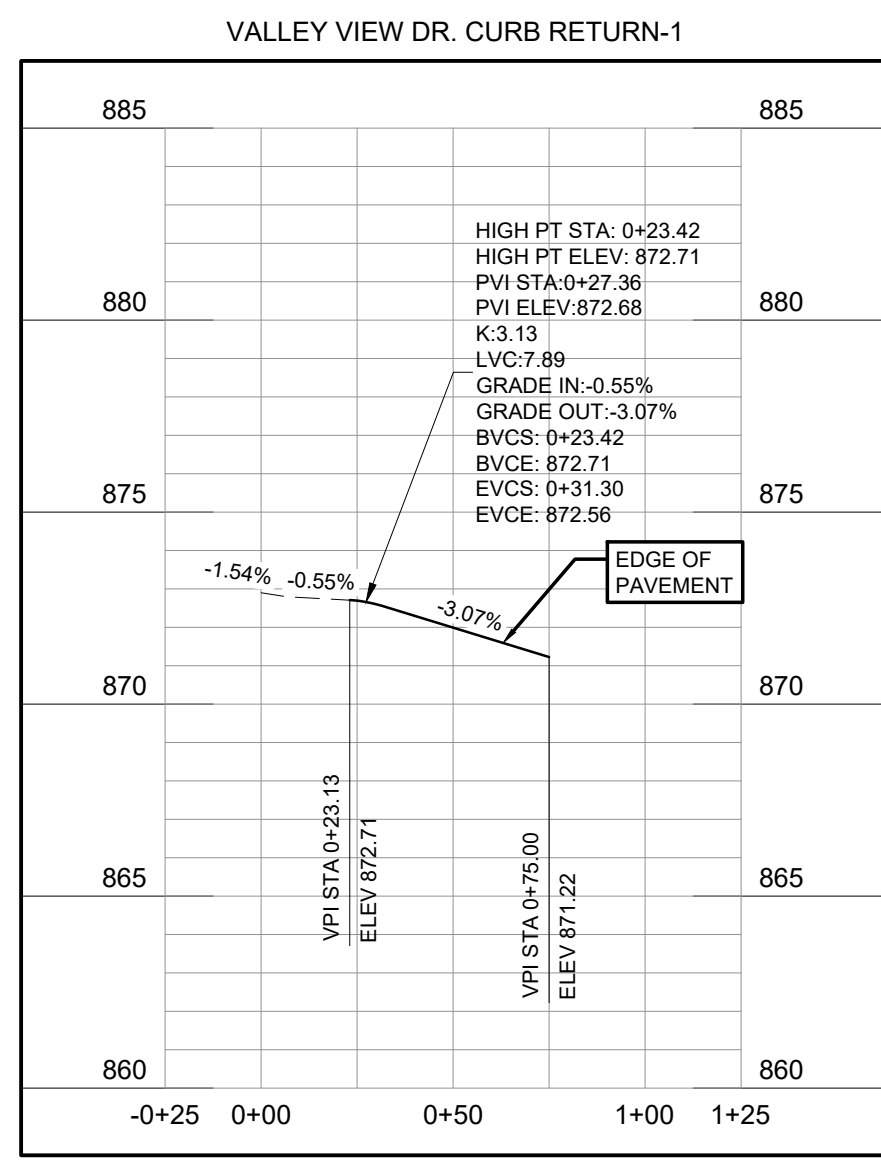 VALLEY VIEW DR. CURB RETURN-1
885 885
HIGH PT STA: 0+23.42
HIGH PT ELEV: 872.71
PVI STA:0+27.36
880 880
PVI ELEV:872.68
K:3.13
LVC:7.89
GRADE IN:-0.55%
GRADE OUT:-3.07%
BVCS: 0+23.42
BVCE: 872.71
875 875
EVCS: 0+31.30
EVCE: 872.56
EDGE OF
PAVEMENT
-1.54% -0.55%
-3.07%
870 870
VPI STA 0+23.13
ELEV 872.71
VPI STA 0+75.00
ELEV 871.22
865 865
860 860
-0+25 0+00 0+50 1+00 1+25